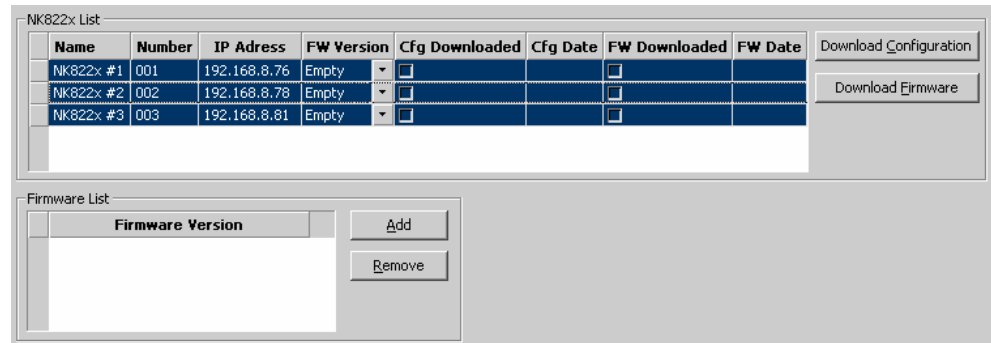 NK822x List
Name Number IP Adress FW Version Cfg Downloaded Cfg Date FW Downloaded FW Date
NK822x #1 001 192.168.8.76 Empty
NK822x #2 002 192.168.8.78 Empty
NK822x #3 003 192.168.8.81 Empty
Download Configuration
Download Firmware
Firmware List
Firmware Version
Add
Remove